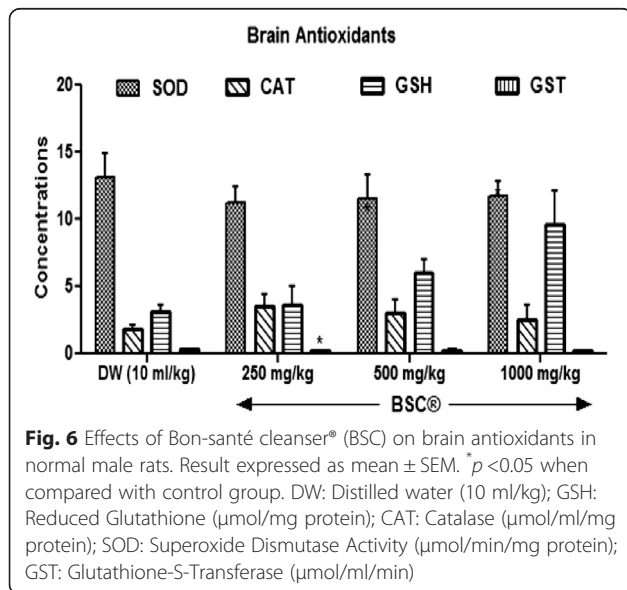 Brain Antioxidants
SOD CAT GSH GST
Concentrations
20
15
10
5
0
DW (10 ml/kg) 250 mg/kg 500 mg/kg 1000 mg/kg
* * * 
BSC®
Fig. 6 Effects of Bon-santé cleanser® (BSC) on brain antioxidants in
normal male rats. Result expressed as mean ± SEM. *p <0.05 when
compared with control group. DW: Distilled water (10 ml/kg); GSH:
Reduced Glutathione (μmol/mg protein); CAT: Catalase (μmol/ml/mg
protein); SOD: Superoxide Dismutase Activity (μmol/min/mg protein);
GST: Glutathione-S-Transferase (μmol/ml/min)